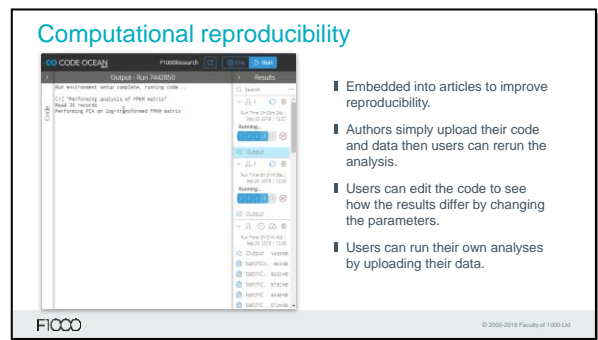 Computational reproducibility
CODE OCEAN
F1000Research
Run
Output - Run 7442850
Results
Run environment setup complete, running code...
Search
[1] "Performing analysis of FPKM matrix"
Performing PCA on log-transformed FPKM matrix
Code
Running...
Output
Running...
Output
Output
Embedded into articles to improve
reproducibility.
Authors simply upload their code
and data then users can rerun the
analysis.
Users can edit the code to see
how the results differ by changing
the parameters.
Users can run their own analyses
by uploading their data.
F1000
© 2000-2018 Faculty of 1000 Ltd